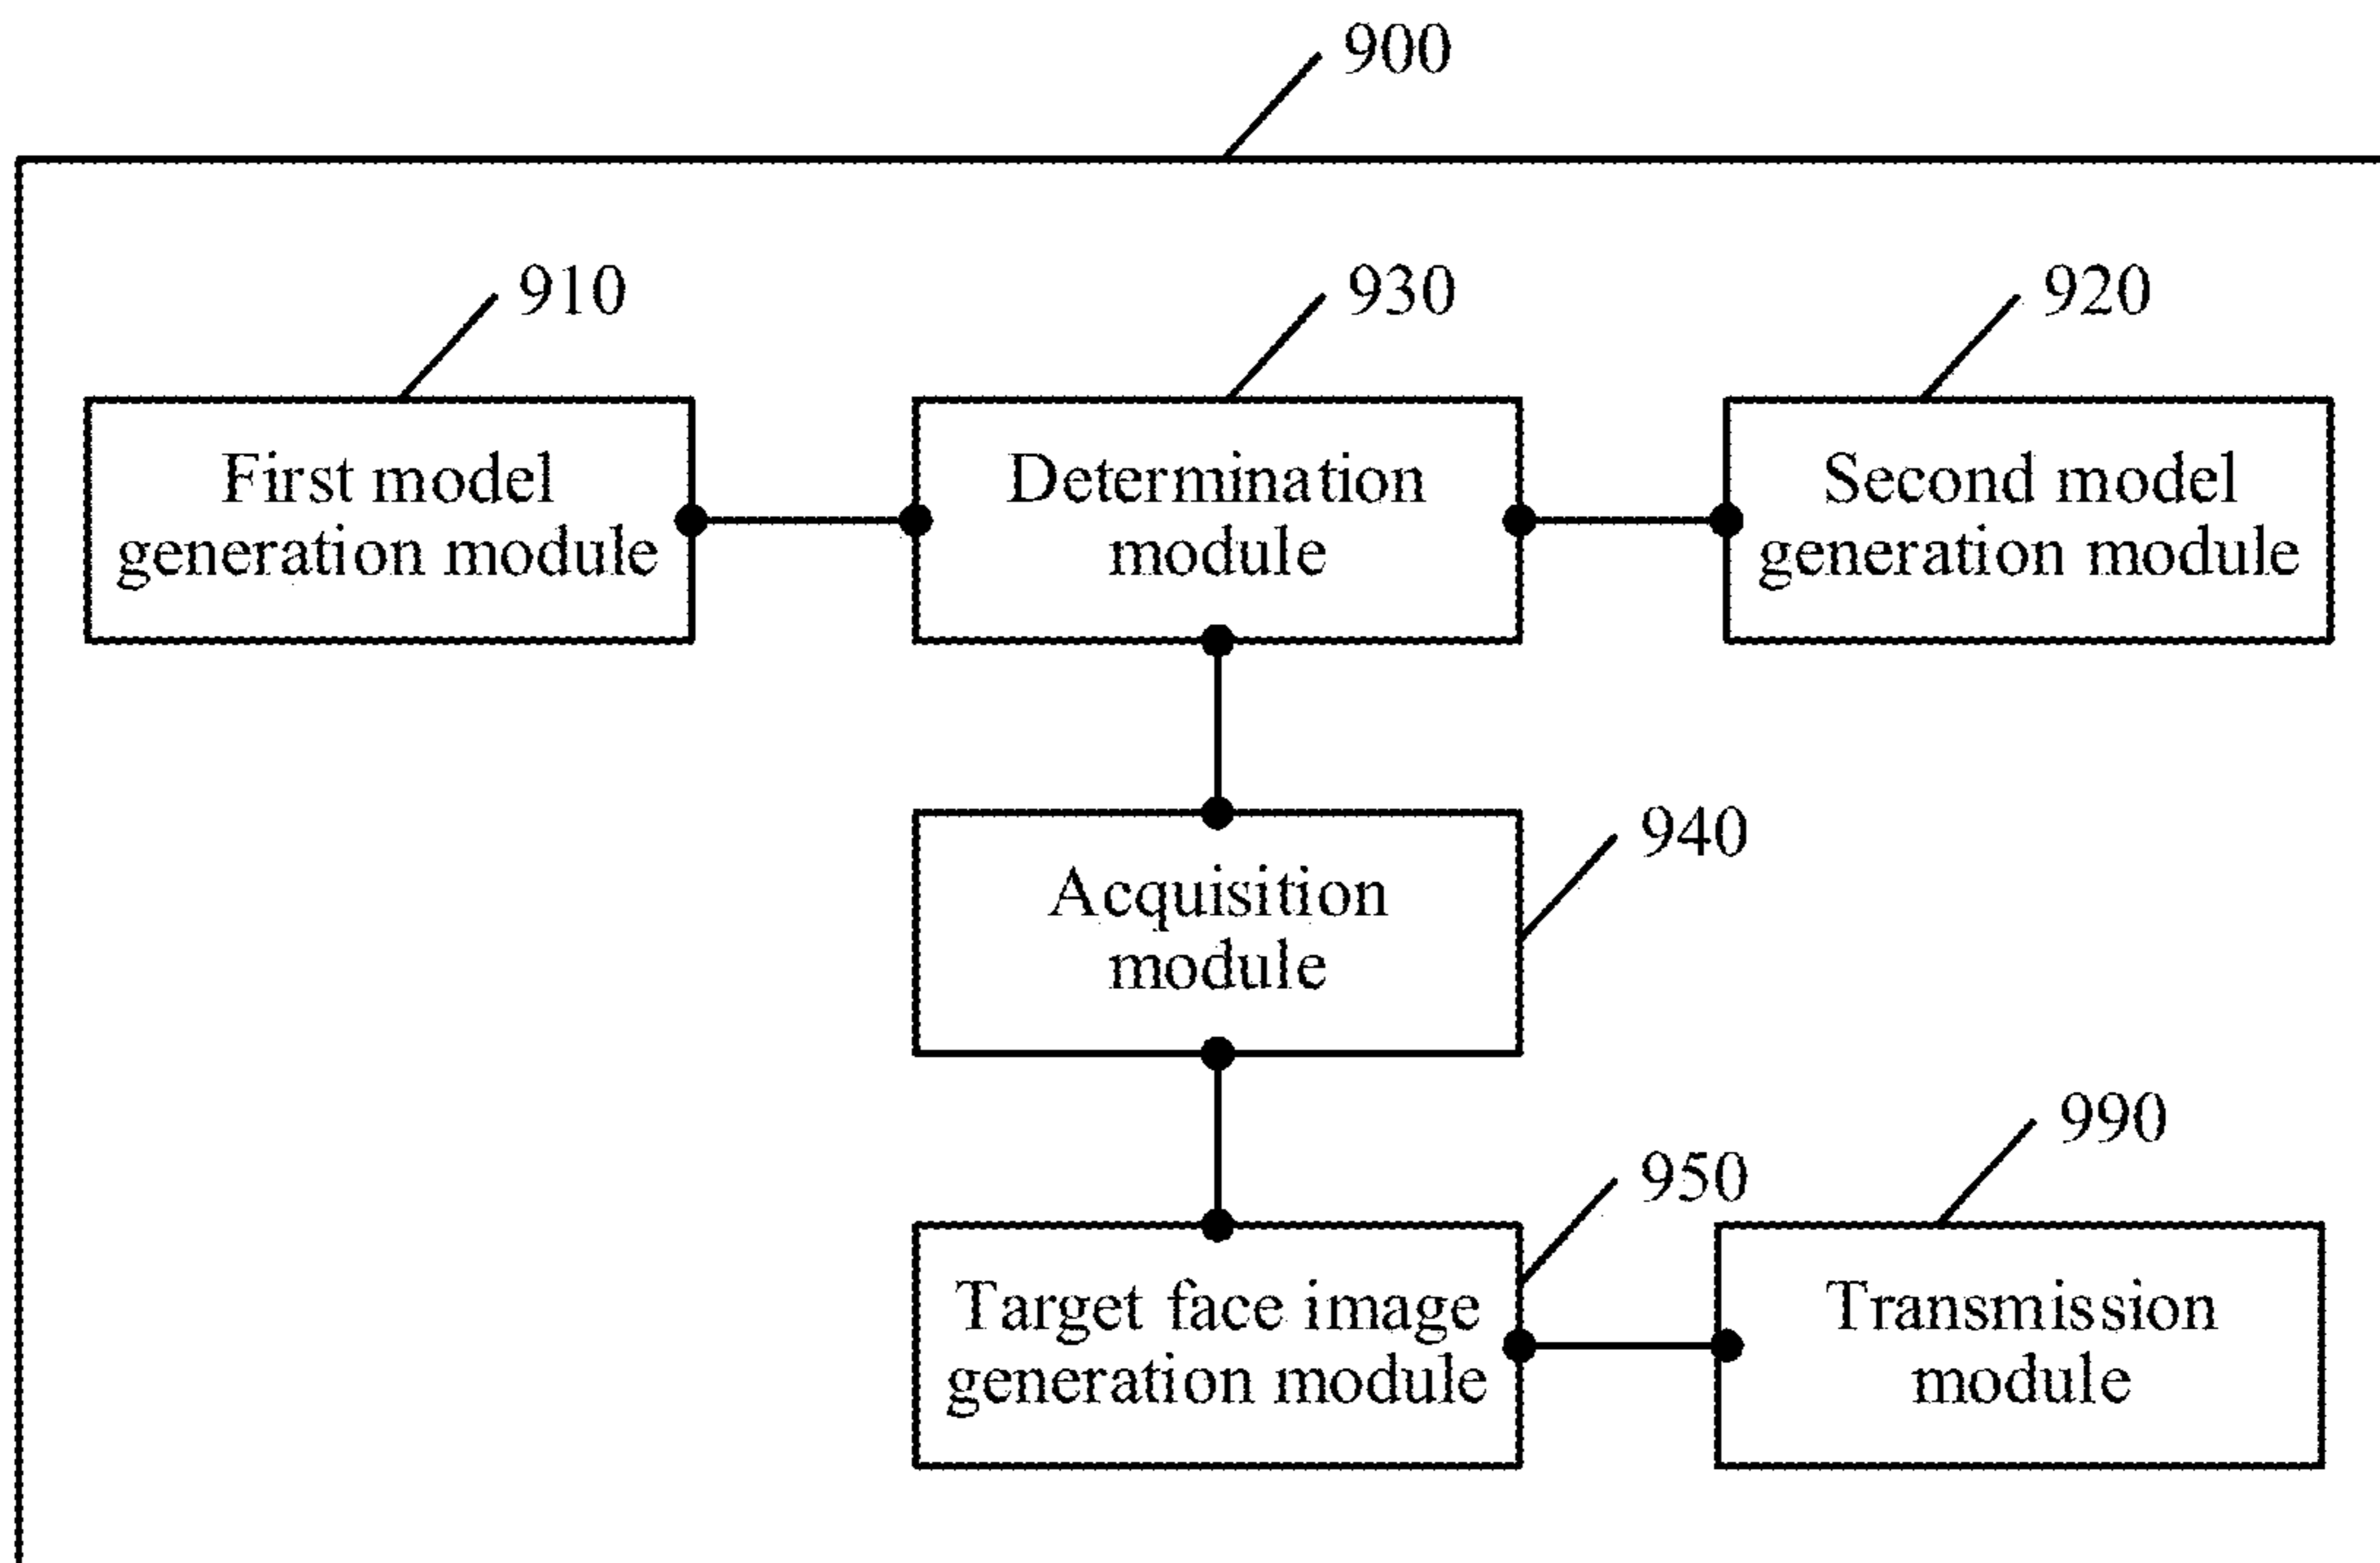 900
910
930
920
First model
generation module
Determination
module
Second model
generation module
940
Acquisition
module
950
990
Target face image
generation module
Transmission
module